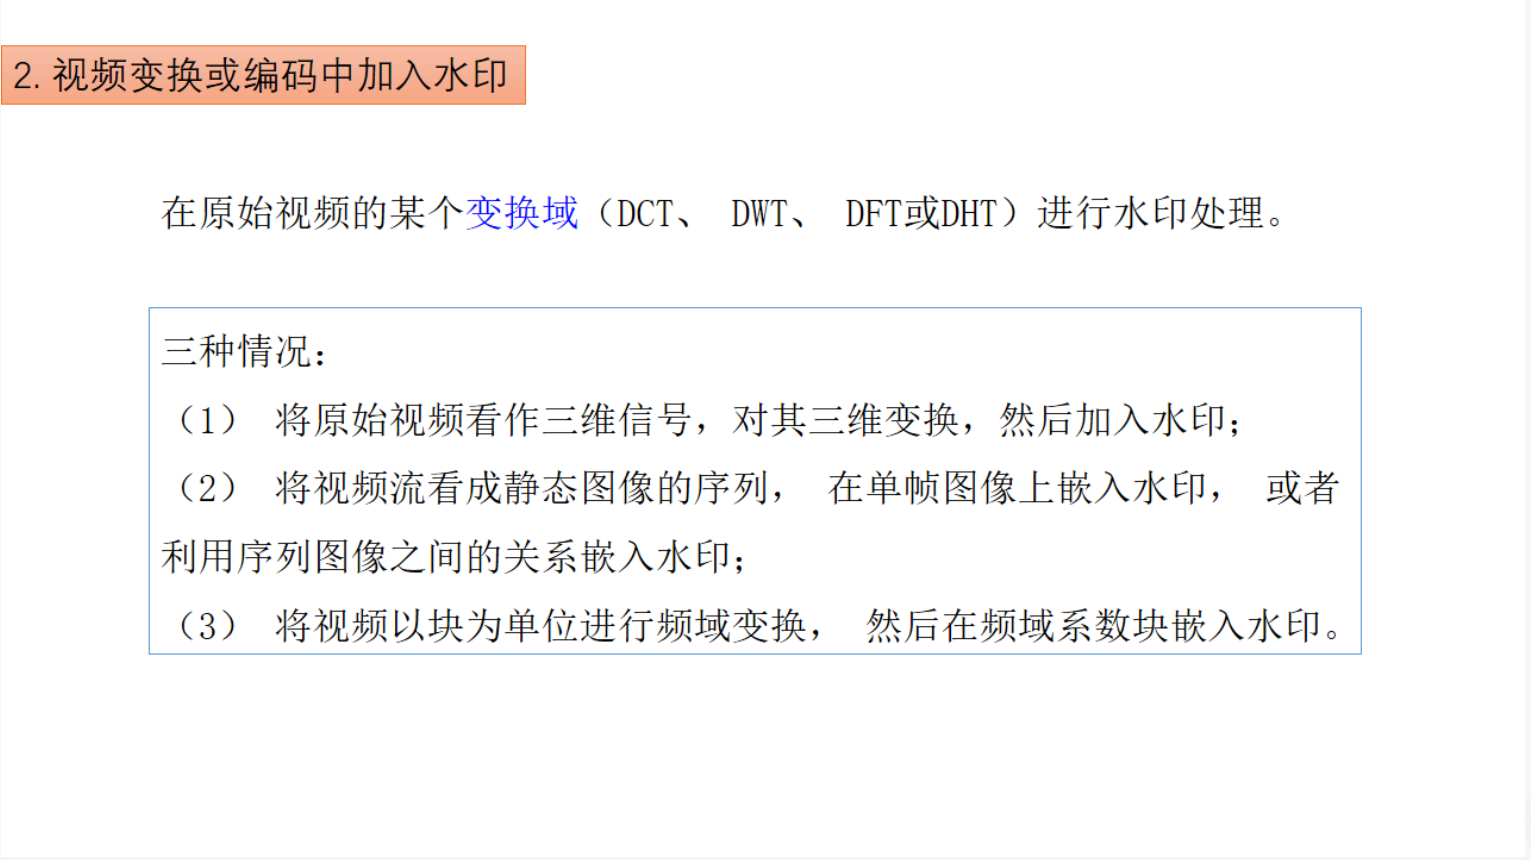 2. 视频变换或编码中加入水印
在原始视频的某个变换域（DCT、 DWT、 DFT或DHT）进行水印处理。
三种情况：
（1） 将原始视频看作三维信号，对其三维变换，然后加入水印；
（2） 将视频流看成静态图像的序列， 在单帧图像上嵌入水印， 或者
利用序列图像之间的关系嵌入水印；
（3） 将视频以块为单位进行频域变换， 然后在频域系数块嵌入水印。